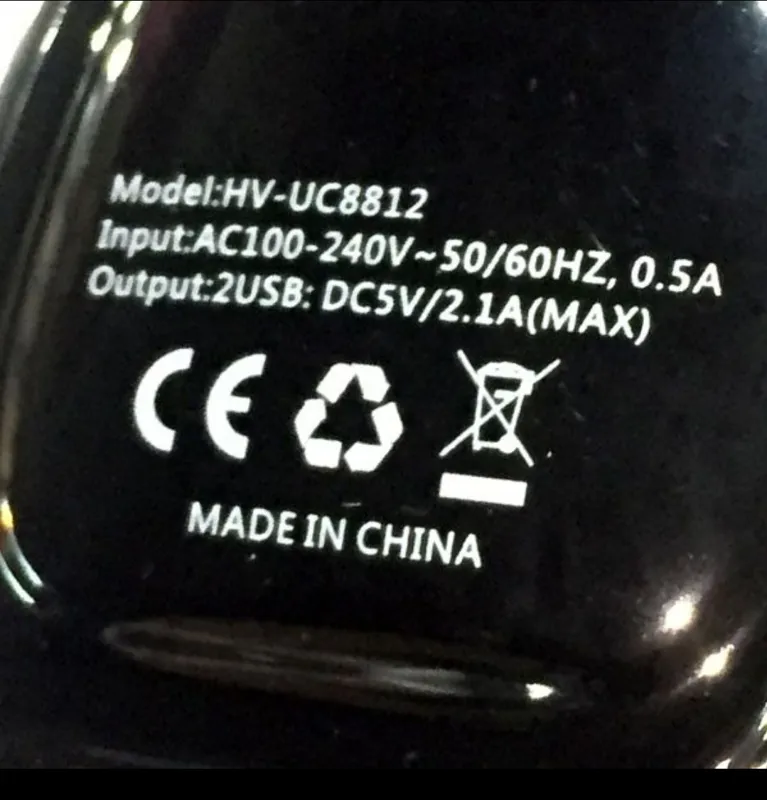 Model:HV-UC8812
Input:AC100-240V~50/60HZ, 0.5A
Output:2USB: DC5V/2.1A(MAX)
CE
MADE IN CHINA